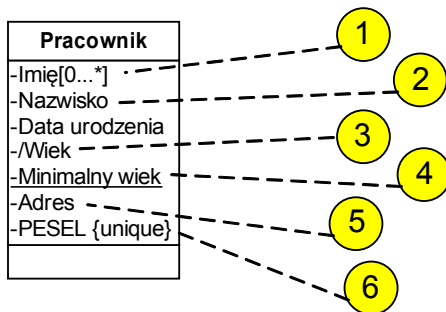 Pracownik
-Imię[0...*]
-Nazwisko
-Data urodzenia
-/Wiek
-Minimalny wiek
-Adres
-PESEL {unique}
1
2
3
4
5
6